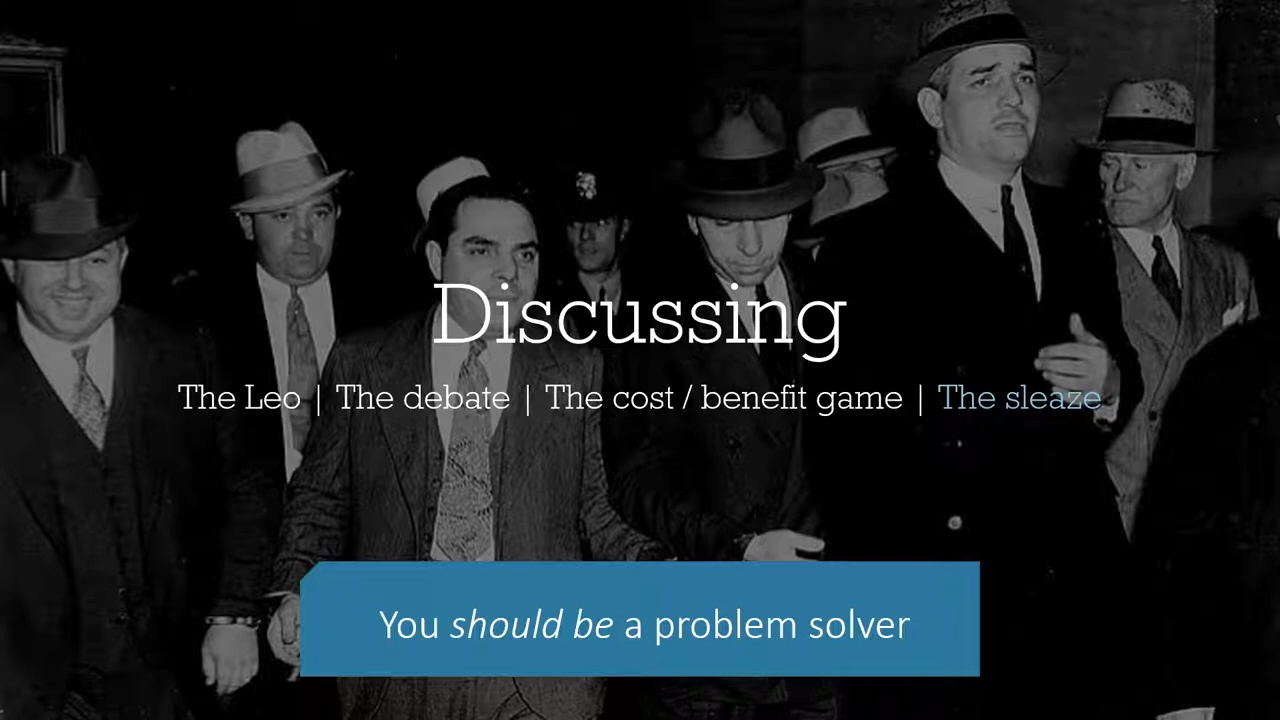 Discussing
The Leo | The debate | The cost / benefit game | The sleaze
You should be a problem solver